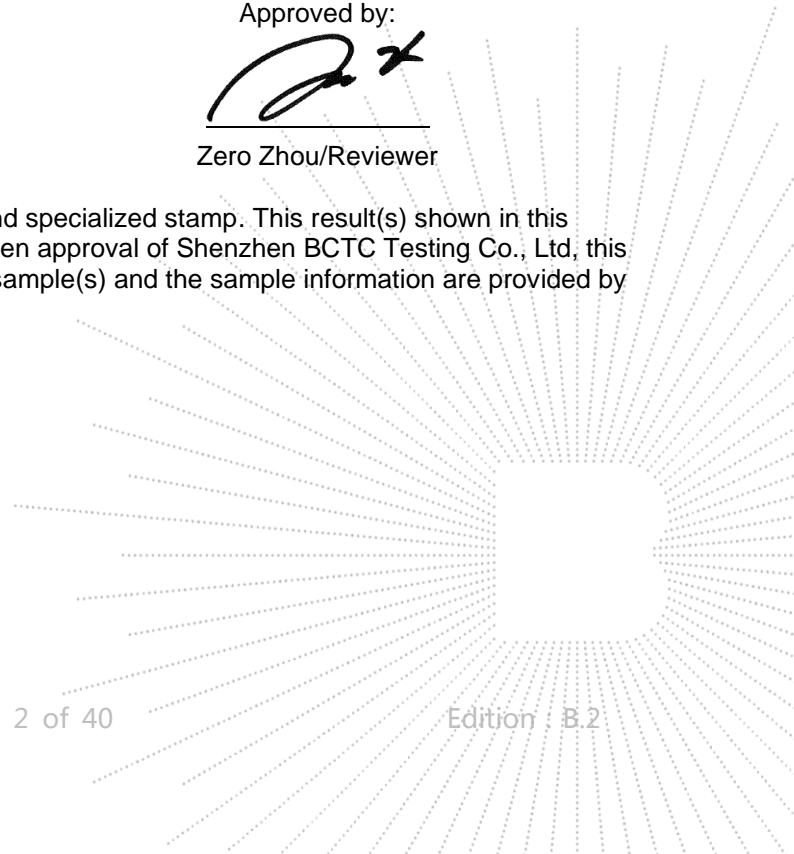 Approved by:
Zero Zhou/Reviewer
nd specialized stamp. This result(s) shown in this
en approval of Shenzhen BCTC Testing Co., Ltd, this
sample(s) and the sample information are provided by
2 of 40 Edition : B.2